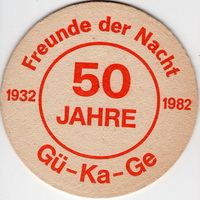 Freunde der Nacht
1932
50
JAHRE
1982
Gü-Ka-Ge